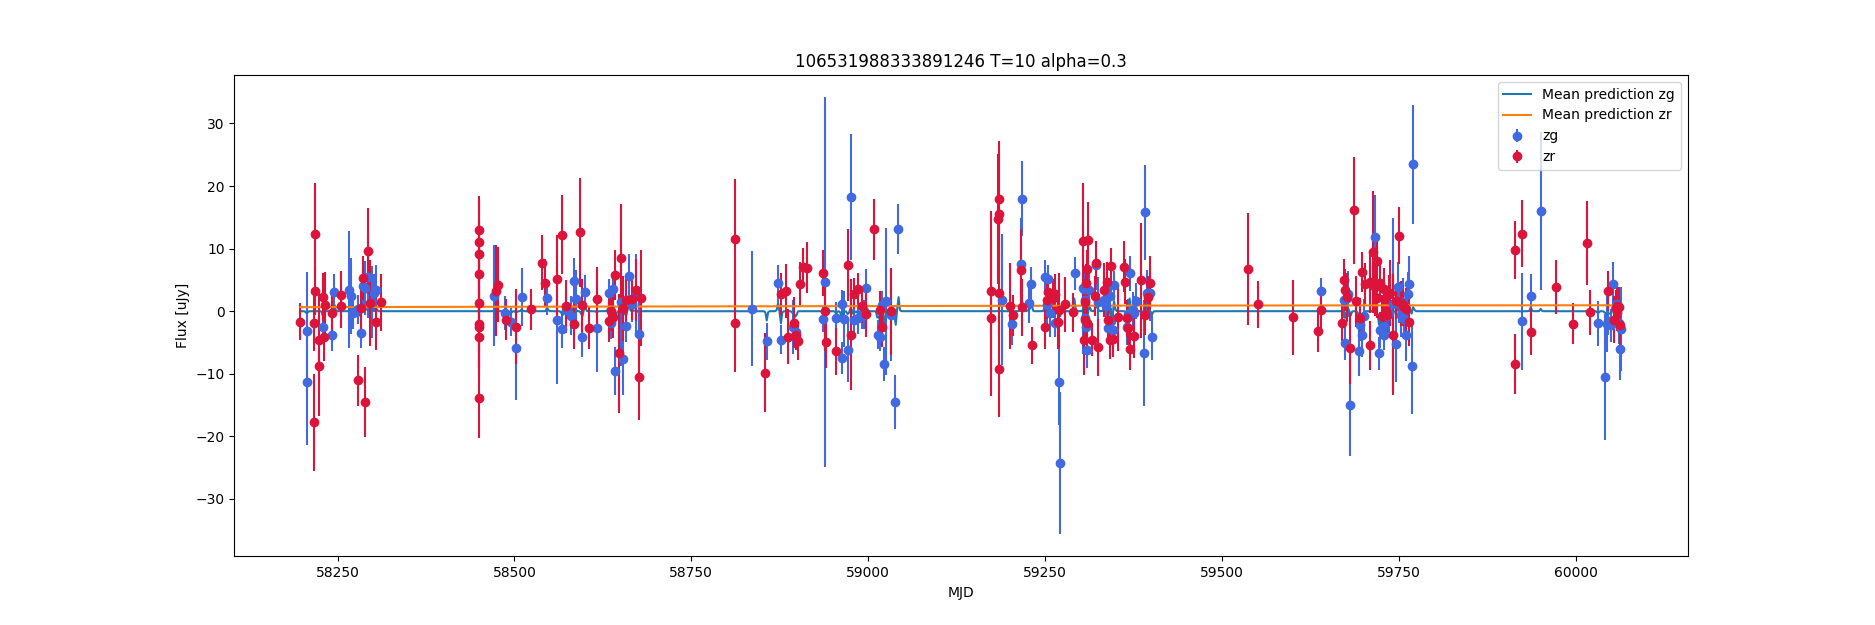 106531988333891246 T=10 alpha=0.3
Mean prediction zg
Mean prediction zr
zg
zr
Flux [uJy]
30
20
10
0
−10
−20
−30
58250 58500 58750 59000 59250 59500 59750 60000
MJD